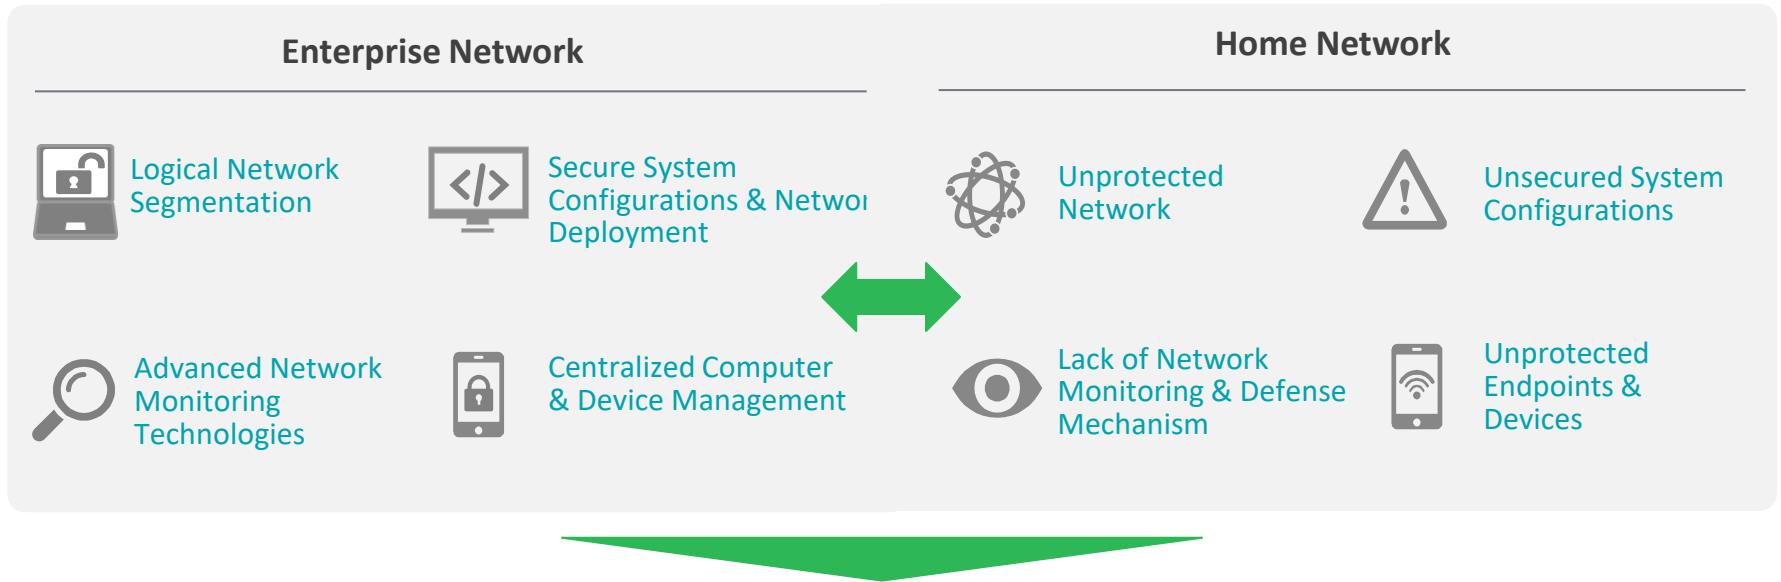 Enterprise Network
Logical Network
Segmentation
Secure System
Configurations & Networ
Deployment
Advanced Network
Monitoring
Technologies
Centralized Computer
& Device Management
Home Network
Unprotected
Network
Unsecured System
Configurations
Lack of Network
Monitoring & Defense
Mechanism
Unprotected
Endpoints &
Devices